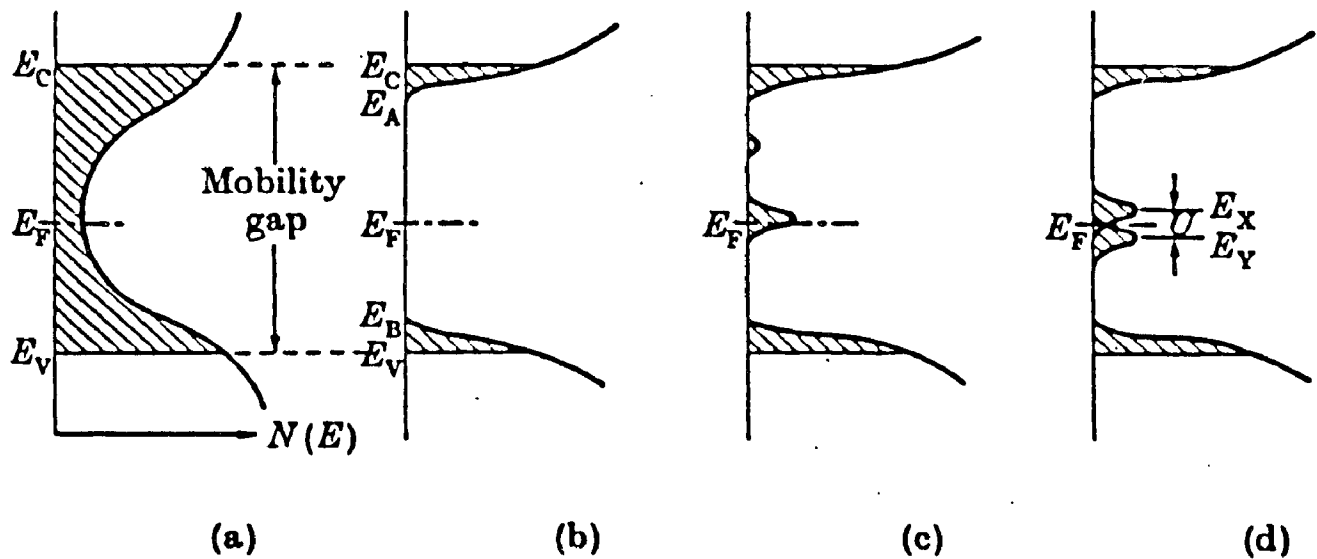 E_C
E_F
E_V
Mobility
gap
N(E)
(a)
E_C
E_A
E_F
E_B
E_V
(b)
E_F
(c)
E_F
E_X
E_Y
(d)